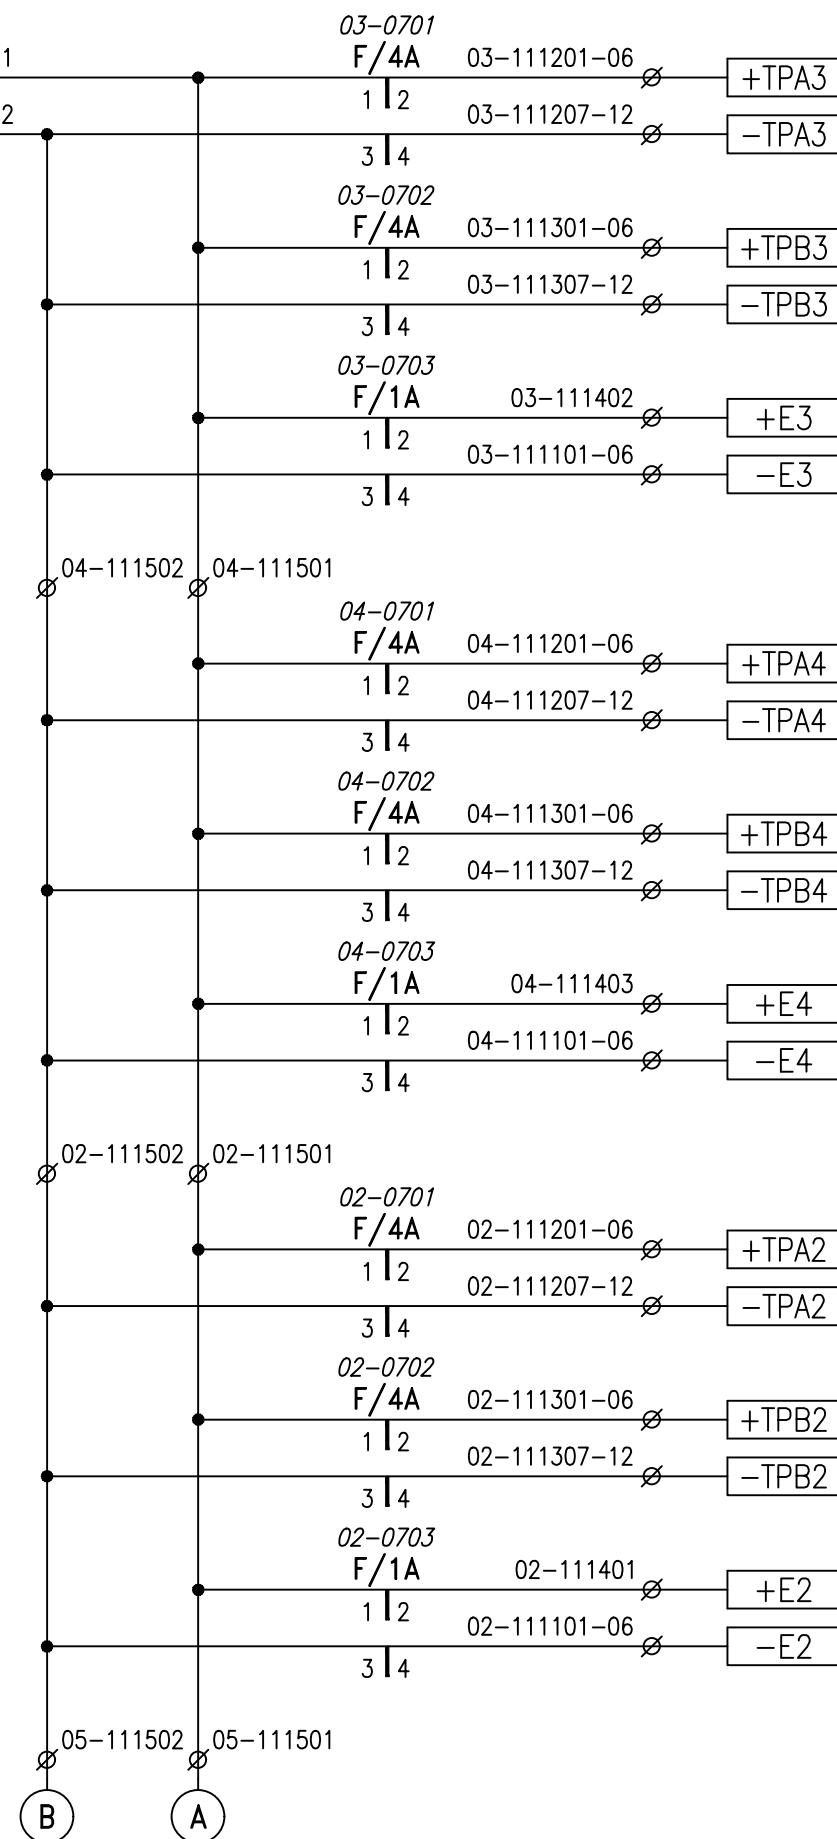 03-0701
1
F/4A 03-111201-06
+TPA3
1 2
2
03-111207-12
-TPA3
3 4
03-0702
F/4A 03-111301-06
+TPB3
1 2
03-111307-12
-TPB3
3 4
03-0703
F/1A 03-111402
+E3
1 2
03-111101-06
-E3
3 4
04-111502 04-111501
04-0701
F/4A 04-111201-06
+TPA4
1 2
04-111207-12
-TPA4
3 4
04-0702
F/4A 04-111301-06
+TPB4
1 2
04-111307-12
-TPB4
3 4
04-0703
F/1A 04-111403
+E4
1 2
04-111101-06
-E4
3 4
02-111502 02-111501
02-0701
F/4A 02-111201-06
+TPA2
1 2
02-111207-12
-TPA2
3 4
02-0702
F/4A 02-111301-06
+TPB2
1 2
02-111307-12
-TPB2
3 4
02-0703
F/1A 02-111401
+E2
1 2
02-111101-06
-E2
3 4
05-111502 05-111501
B A